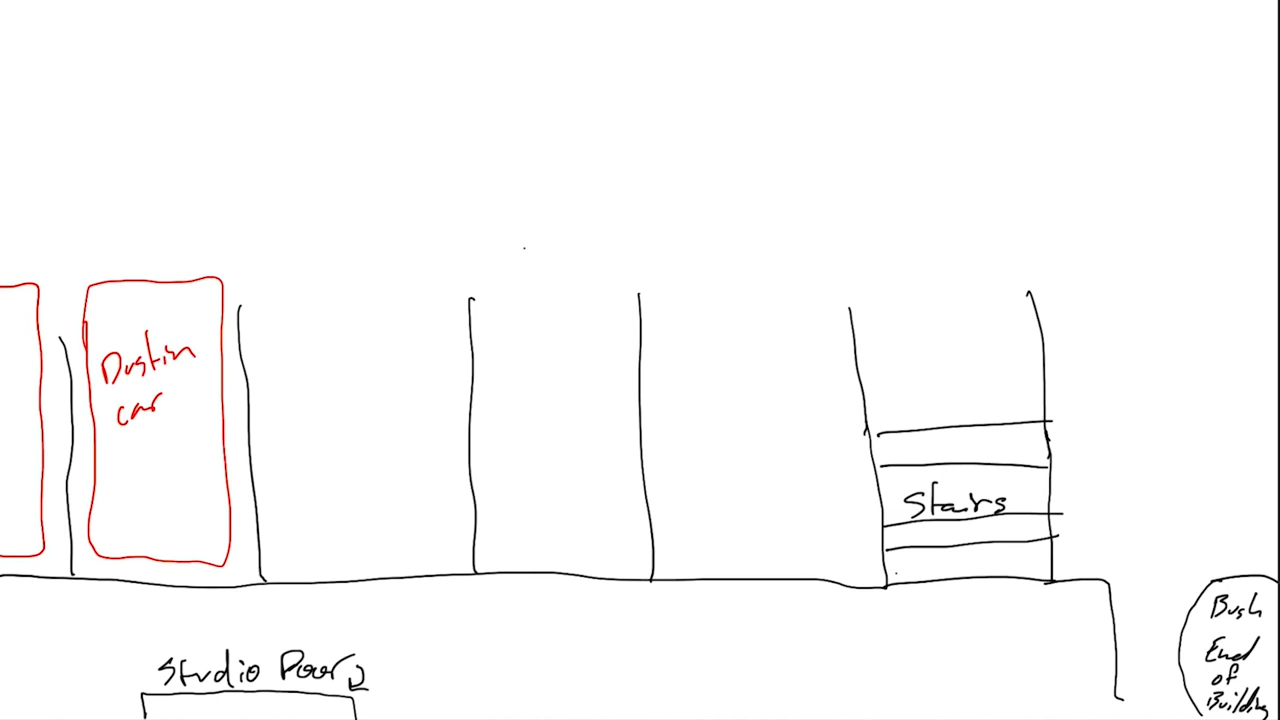 Dustin
car
Stairs
Studio Door
Bush
End
of
Building